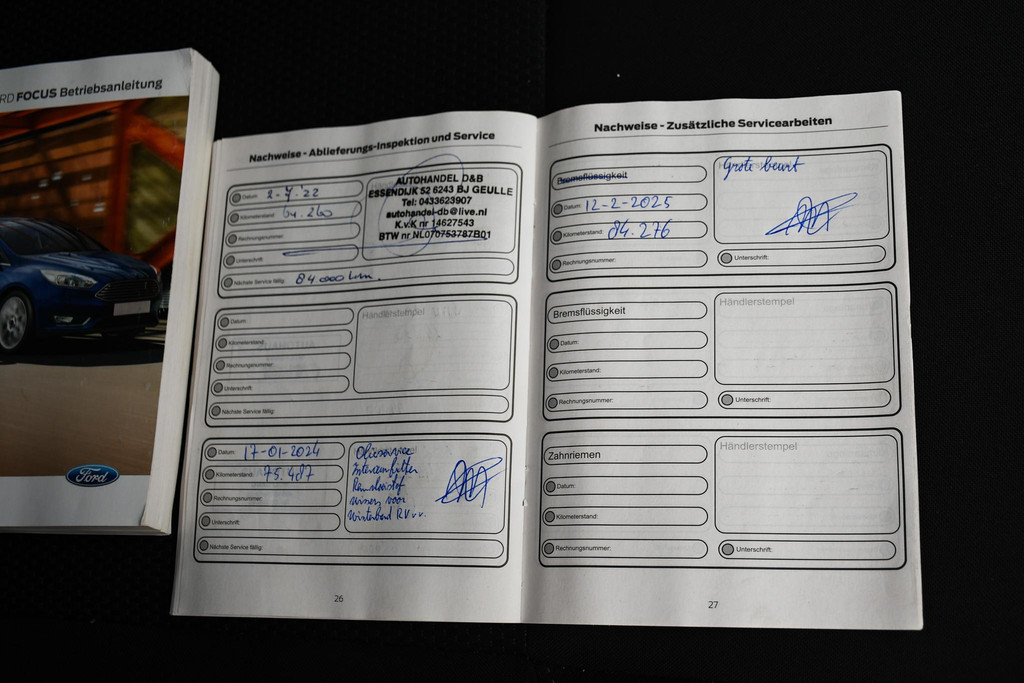 RD FOCUS Betriebsanleitung
Ford
Nachweise - Ablieferungs-Inspektion und Service
Datum: 2-7.'22
Kilometerstand: 64.260
Rechnungsnummer:
Unterschrift:
Nächste Service fällig: 84000 km.
AUTOHANDEL D&B
ESSENDIJK 52 6243 BJ GEULLE
Tel: 0433623907
autohandel-db@live.nl
K.v.K nr 14627543
BTW nr NL070753787B01
Datum:
Kilometerstand:
Rechnungsnummer:
Unterschrift:
Nächste Service fällig:
Händlerstempel
Datum: 17-01-2024
Kilometerstand: 75.487
Rechnungsnummer:
Unterschrift:
Nächste Service fällig:
Olieservice
Interieurfilter
voor
26
Nachweise - Zusätzliche Servicearbeiten
Bremsflüssigkeit
Datum: 12-2-2025
Kilometerstand: 84.276
Rechnungsnummer:
Grote beurt
Unterschrift:
Bremsflüssigkeit
Datum:
Kilometerstand:
Rechnungsnummer:
Händlerstempel
Unterschrift:
Zahnriemen
Datum:
Kilometerstand:
Rechnungsnummer:
Händlerstempel
Unterschrift:
27